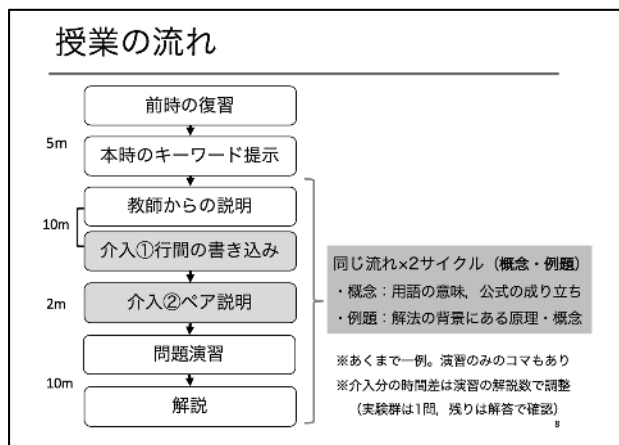 授業の流れ
前時の復習
5m
本時のキーワード提示
教師からの説明
10m
介入①行間の書き込み
2m
介入②ペア説明
問題演習
10m
解説
同じ流れ×2サイクル（概念・例題）
・概念：用語の意味，公式の成り立ち
・例題：解法の背景にある原理・概念
※あくまで一例。演習のみのコマもあり
※介入分の時間差は演習の解説数で調整
（実験群は1問，残りは解答で確認）
8